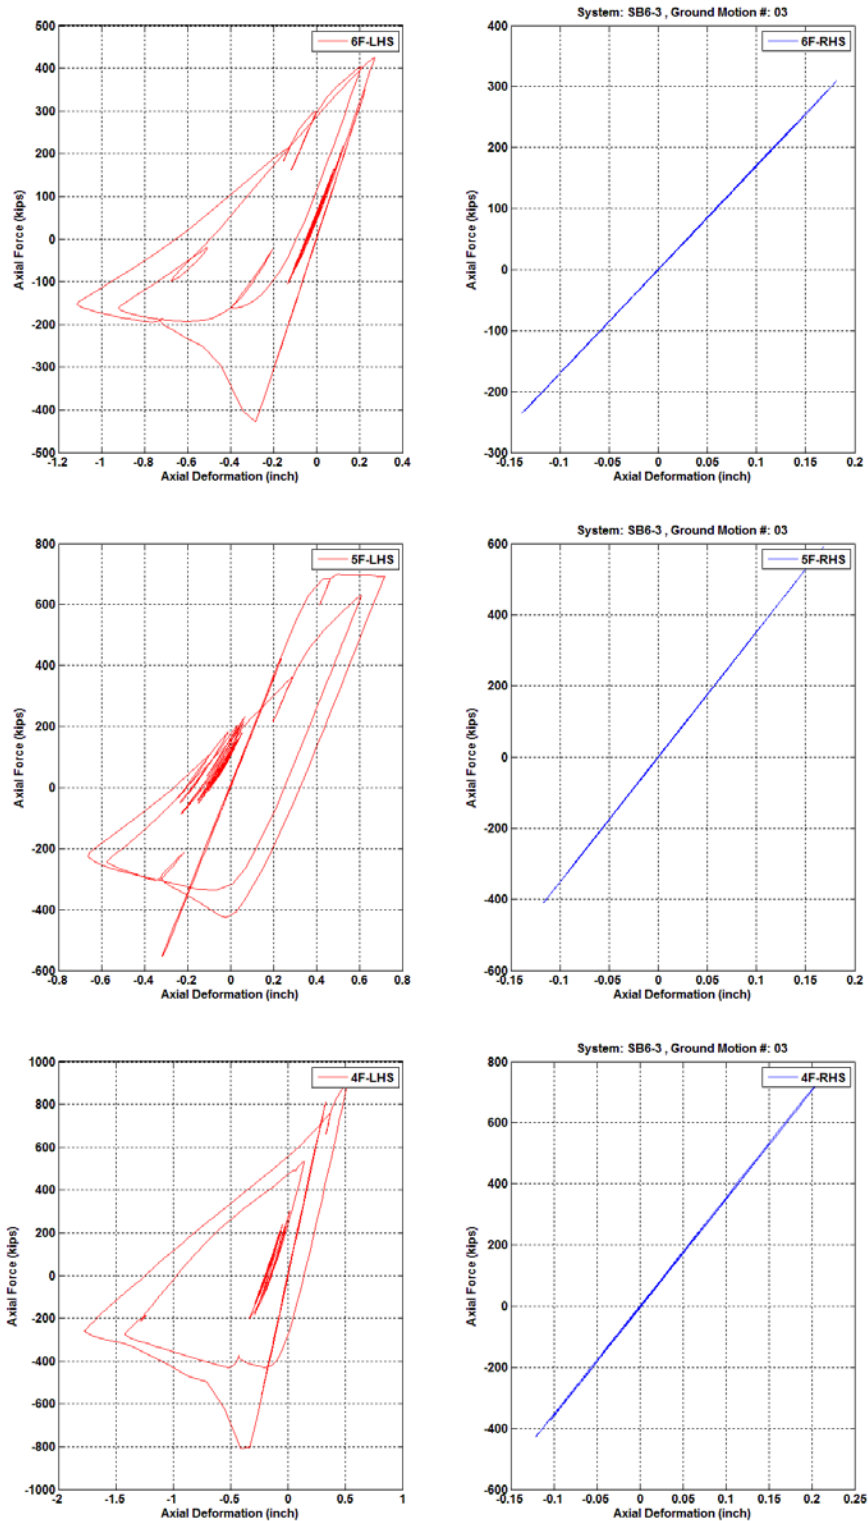 System: SB6-3 , Ground Motion #: 03
500
400
300
200
100
0
-100
-200
-300
-400
-500
Axial Force (kips)
6F-LHS
-1.2 -1 -0.8 -0.6 -0.4 -0.2 0 0.2 0.4
Axial Deformation (inch)
400
300
200
100
0
-100
-200
-300
Axial Force (kips)
6F-RHS
-0.15 -0.1 -0.05 0 0.05 0.1 0.15 0.2
Axial Deformation (inch)
System: SB6-3 , Ground Motion #: 03
800
600
400
200
0
-200
-400
-600
Axial Force (kips)
5F-LHS
-0.8 -0.6 -0.4 -0.2 0 0.2 0.4 0.6 0.8
Axial Deformation (inch)
600
400
200
0
-200
-400
-600
Axial Force (kips)
5F-RHS
-0.15 -0.1 -0.05 0 0.05 0.1 0.15 0.2
Axial Deformation (inch)
System: SB6-3 , Ground Motion #: 03
1000
800
600
400
200
0
-200
-400
-600
-800
-1000
Axial Force (kips)
4F-LHS
-2 -1.5 -1 -0.5 0 0.5 1
Axial Deformation (inch)
800
600
400
200
0
-200
-400
-600
Axial Force (kips)
4F-RHS
-0.15 -0.1 -0.05 0 0.05 0.1 0.15 0.2 0.25
Axial Deformation (inch)